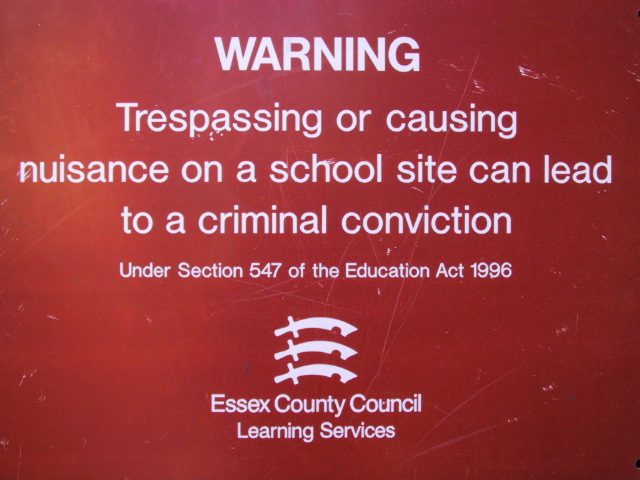 WARNING
Trespassing or causing
nuisance on a school site can lead
to a criminal conviction
Under Section 547 of the Education Act 1996
Essex County Council
Learning Services